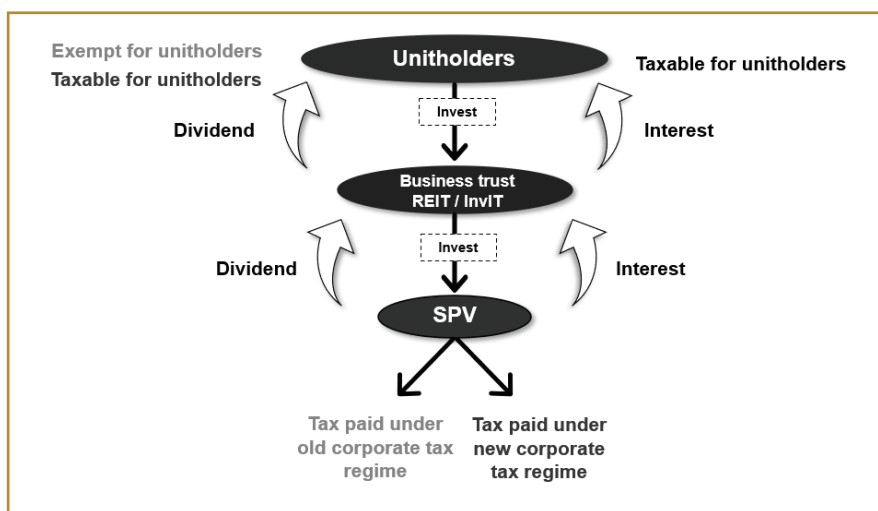 Exempt for unitholders
Taxable for unitholders
Unitholders
Taxable for unitholders
Invest
Dividend
Interest
Business trust
REIT / InvIT
Invest
Dividend
Interest
SPV
Tax paid under
old corporate tax
regime
Tax paid under
new corporate
tax regime